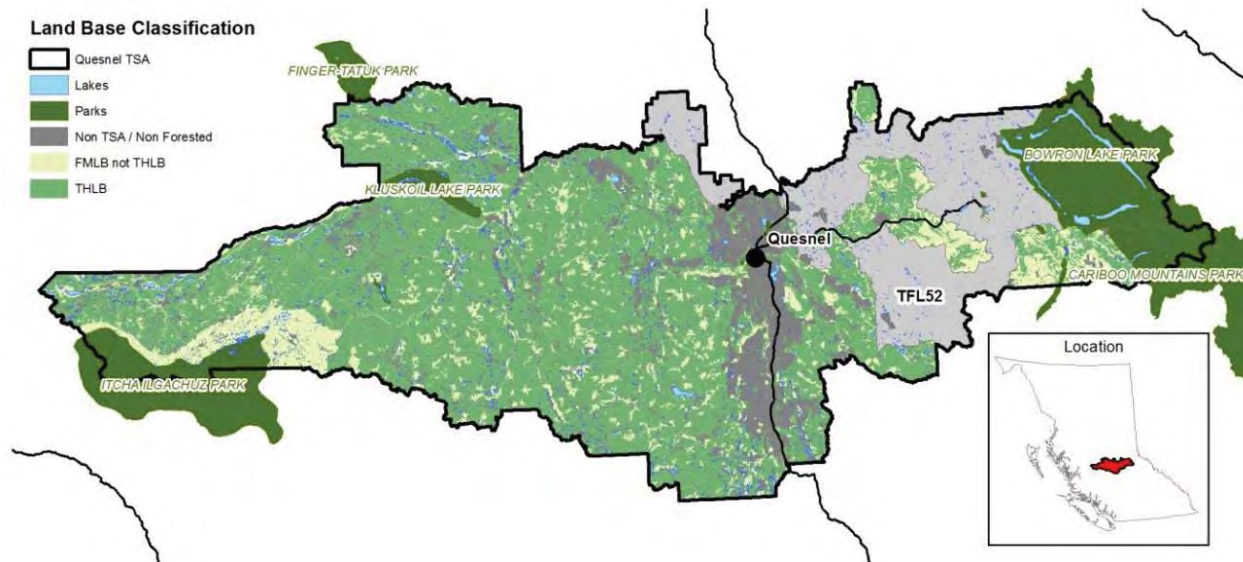 Land Base Classification
Quesnel TSA
Lakes
Parks
Non TSA / Non Forested
FMLB not THLB
THLB
FINGER-TATUK PARK
KLUSKOIL LAKE PARK
BOWRON LAKE PARK
Quesnel
CARIBOO MOUNTAINS PARK
TFL52
ITCHA ILGACHUZ PARK
Location